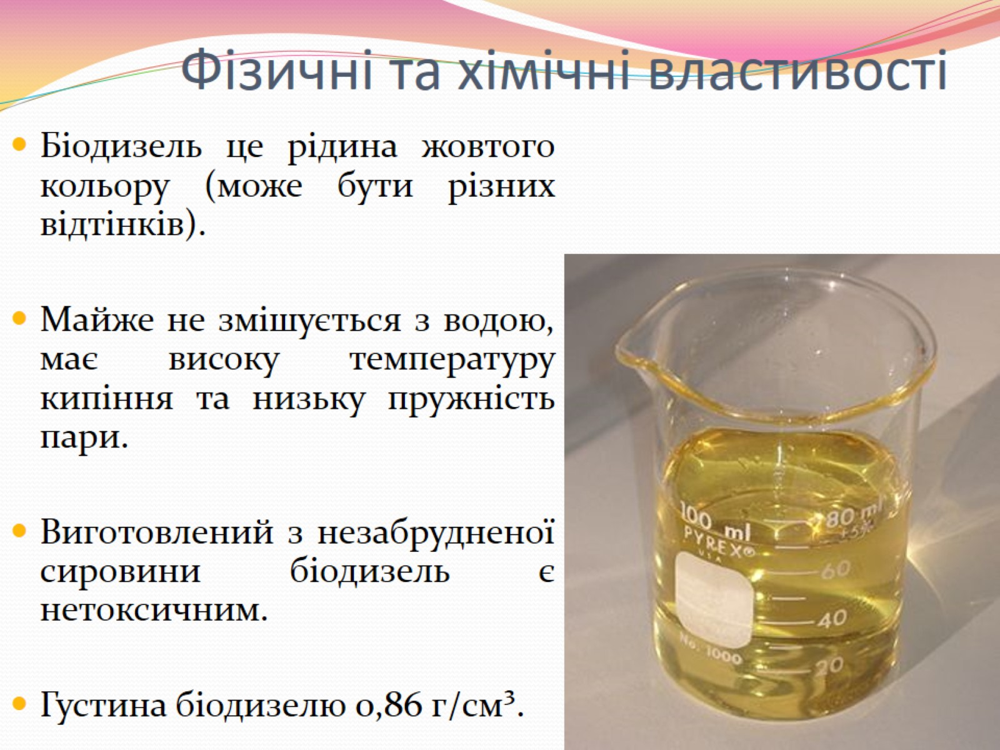 Фізичні та хімічні властивості
Біодизель це рідина жовтого
кольору (може бути різних
відтінків).
Майже не змішується з водою,
має високу температуру
кипіння та низьку пружність
пари.
Виготовлений з незабрудненої
сировини біодизель є
нетоксичним.
Густина біодизелю 0,86 г/см³.
100 ml
PYREX®
USA
80 ml
±5%
60
40
No. 1000
20